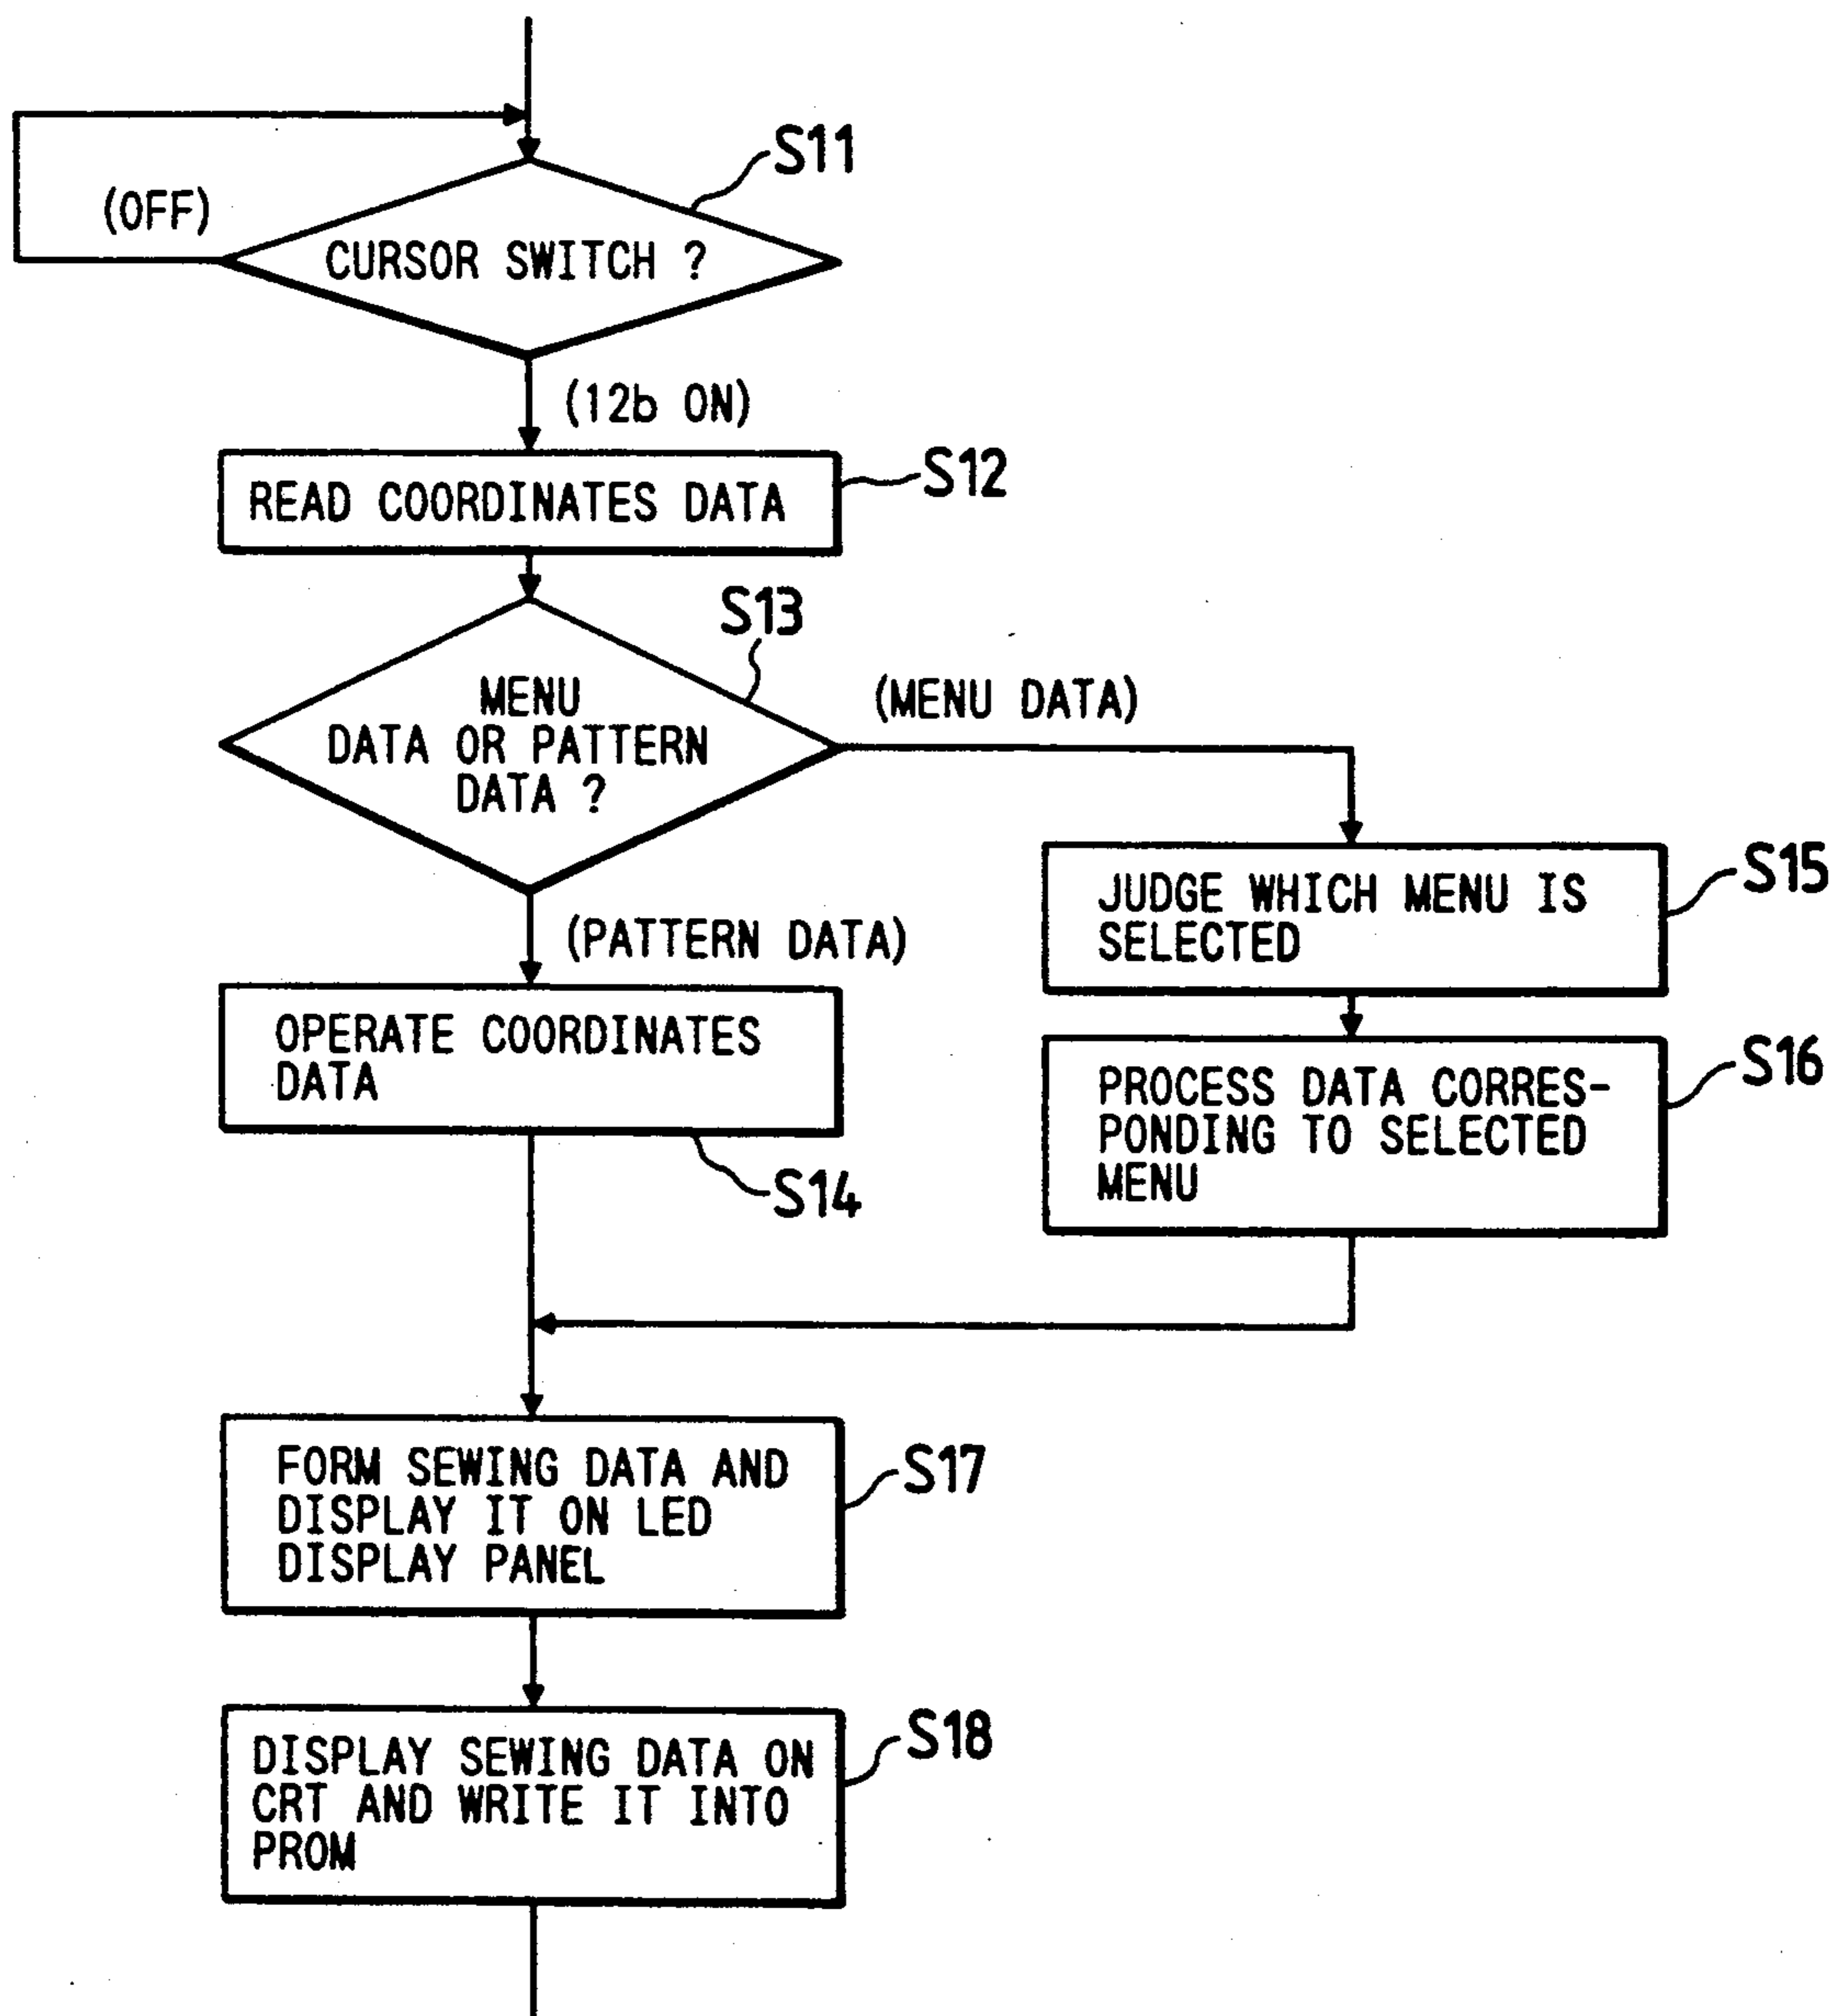 S11
(OFF)
CURSOR SWITCH ?
(12b ON)
S12
READ COORDINATES DATA
S13
MENU
DATA OR PATTERN
DATA ?
(MENU DATA)
S15
JUDGE WHICH MENU IS
SELECTED
(PATTERN DATA)
OPERATE COORDINATES
DATA
S14
S16
PROCESS DATA CORRES-
PONDING TO SELECTED
MENU
S17
FORM SEWING DATA AND
DISPLAY IT ON LED
DISPLAY PANEL
S18
DISPLAY SEWING DATA ON
CRT AND WRITE IT INTO
PROM